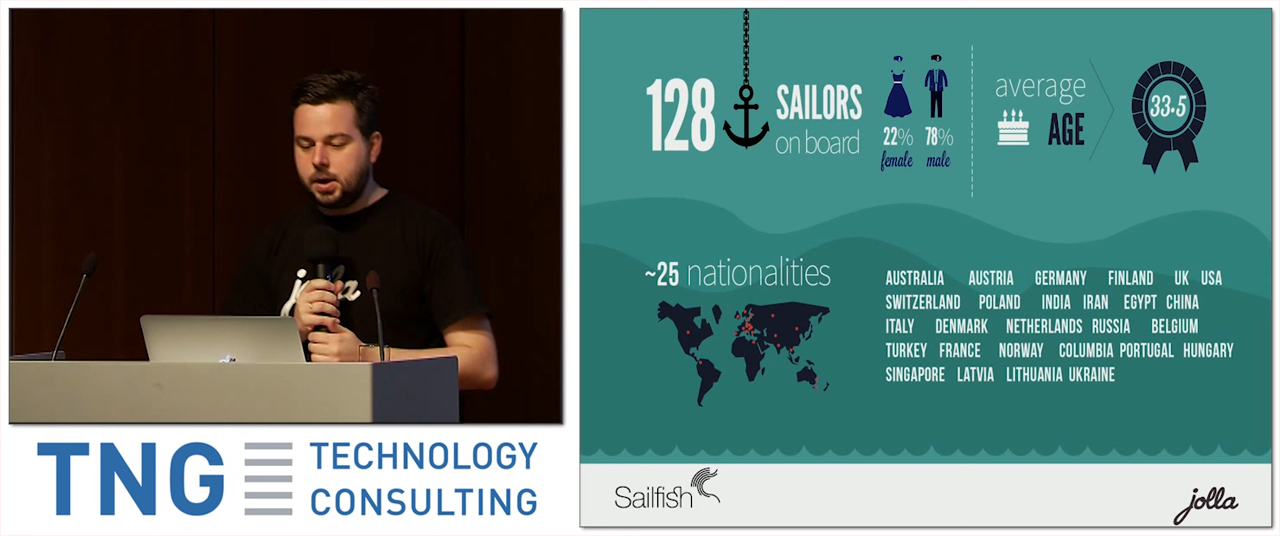 jolla
TNG TECHNOLOGY
CONSULTING
128 SAILORS
on board
22% 78%
female male
average
AGE
33.5
~25 nationalities
AUSTRALIA AUSTRIA GERMANY FINLAND UK USA
SWITZERLAND POLAND INDIA IRAN EGYPT CHINA
ITALY DENMARK NETHERLANDS RUSSIA BELGIUM
TURKEY FRANCE NORWAY COLUMBIA PORTUGAL HUNGARY
SINGAPORE LATVIA LITHUANIA UKRAINE
Sailfish
jolla